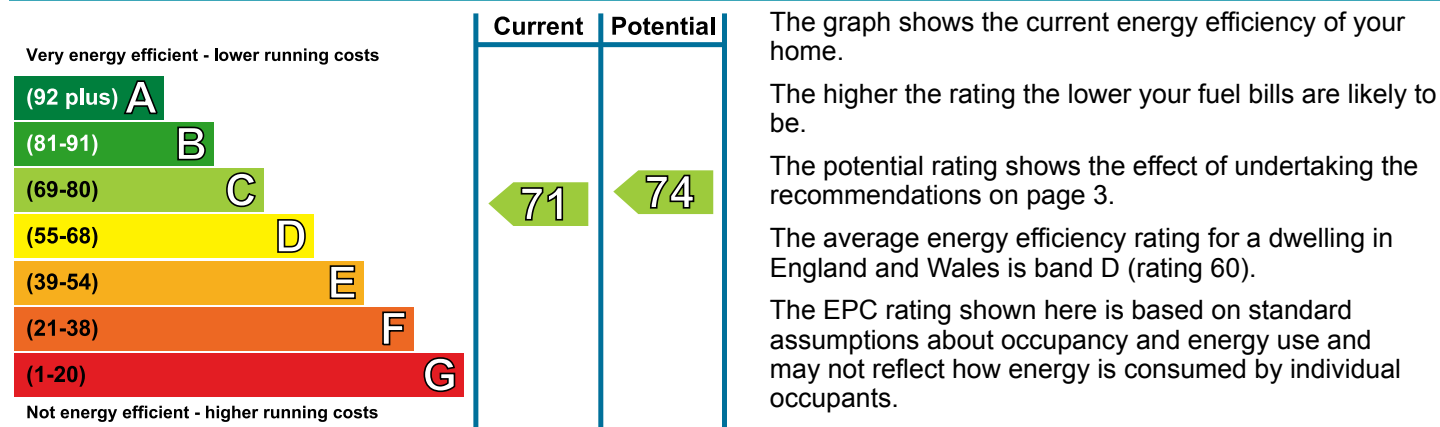 Current Potential
Very energy efficient - lower running costs
(92 plus) A
(81-91) B
(69-80) C
71 74
(55-68) D
(39-54) E
(21-38) F
(1-20) G
Not energy efficient - higher running costs
The graph shows the current energy efficiency of your
home.
The higher the rating the lower your fuel bills are likely to
be.
The potential rating shows the effect of undertaking the
recommendations on page 3.
The average energy efficiency rating for a dwelling in
England and Wales is band D (rating 60).
The EPC rating shown here is based on standard
assumptions about occupancy and energy use and
may not reflect how energy is consumed by individual
occupants.